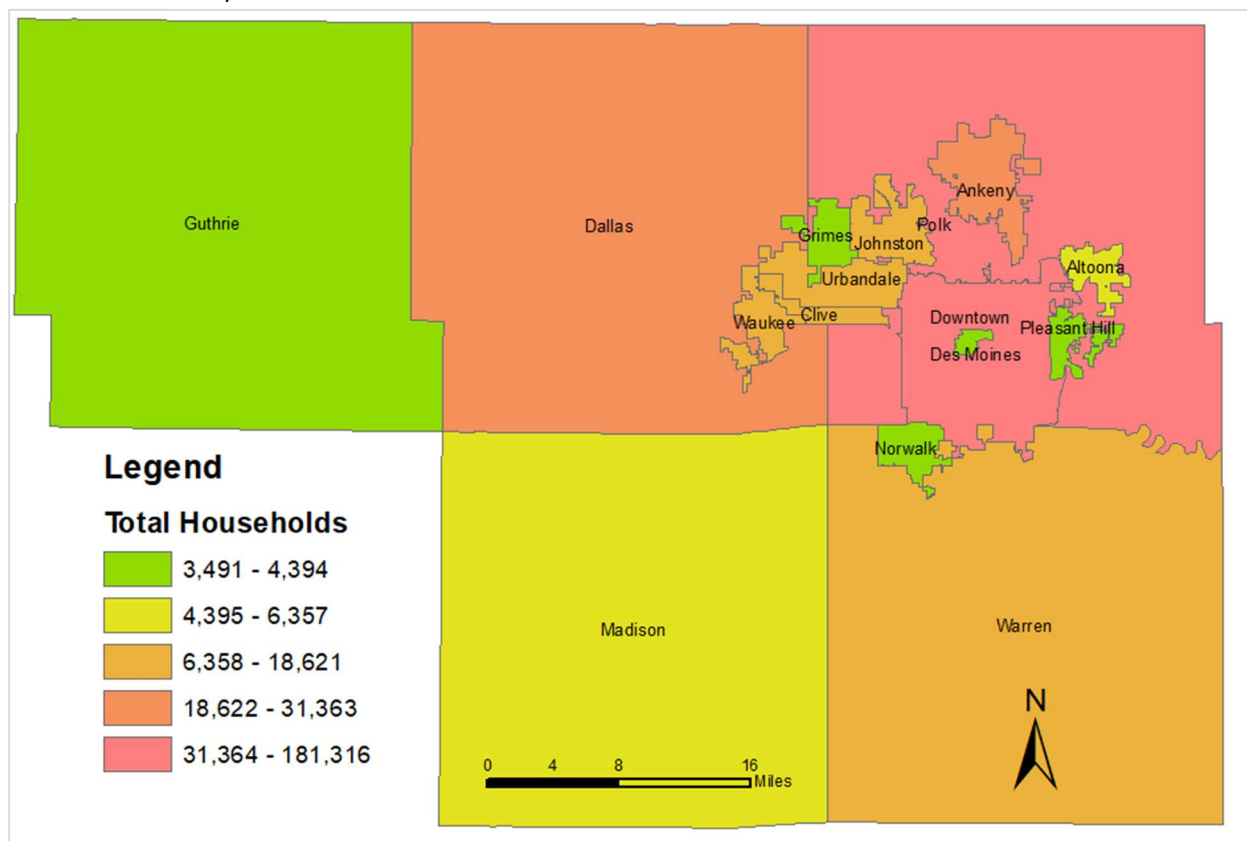 Ankeny
Guthrie
Dallas
Polk
Grimes
Johnston
Altoona
Urbandale
Clive
Waukee
Downtown
Pleasant Hill
Des Moines
Norwalk
Legend
Total Households
3,491 - 4,394
4,395 - 6,357
6,358 - 18,621
18,622 - 31,363
31,364 - 181,316
Madison
Warren
N
0 4 8 16
Miles